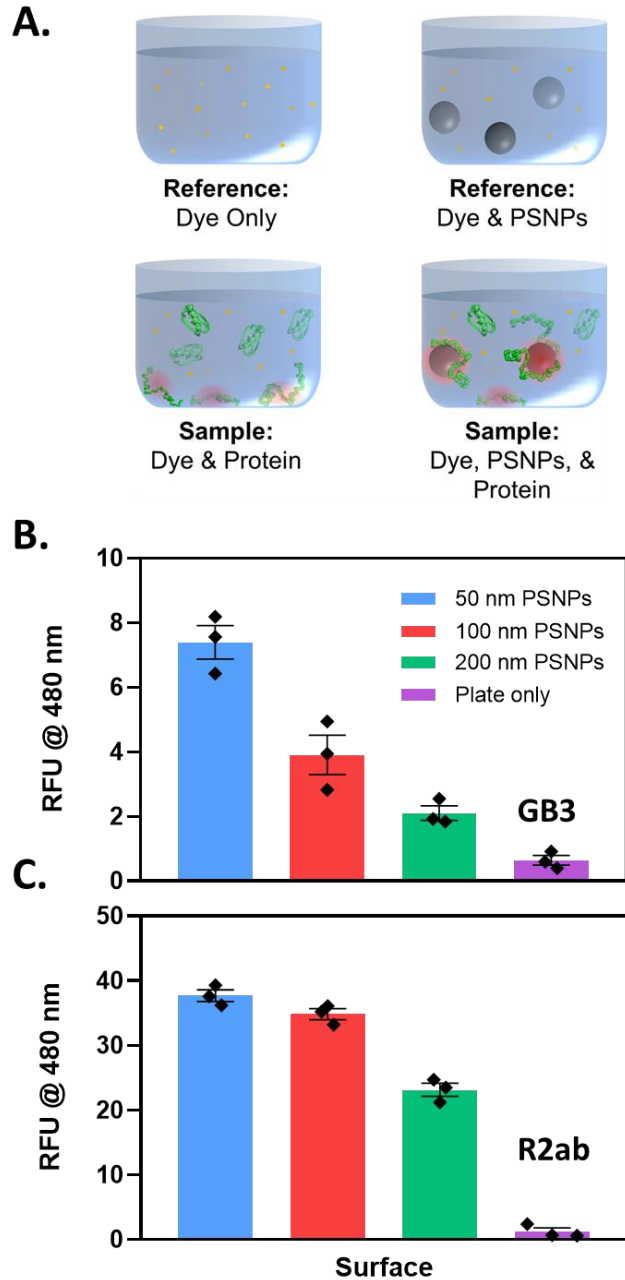 A.
Reference:
Dye Only
Reference:
Dye & PSNPs
Sample:
Dye & Protein
Sample:
Dye, PSNPs, &
Protein
B.
RFU @ 480 nm
10
8
6
4
2
0
50 nm PSNPs
100 nm PSNPs
200 nm PSNPs
Plate only
GB3
C.
RFU @ 480 nm
50
40
30
20
10
0
R2ab
Surface